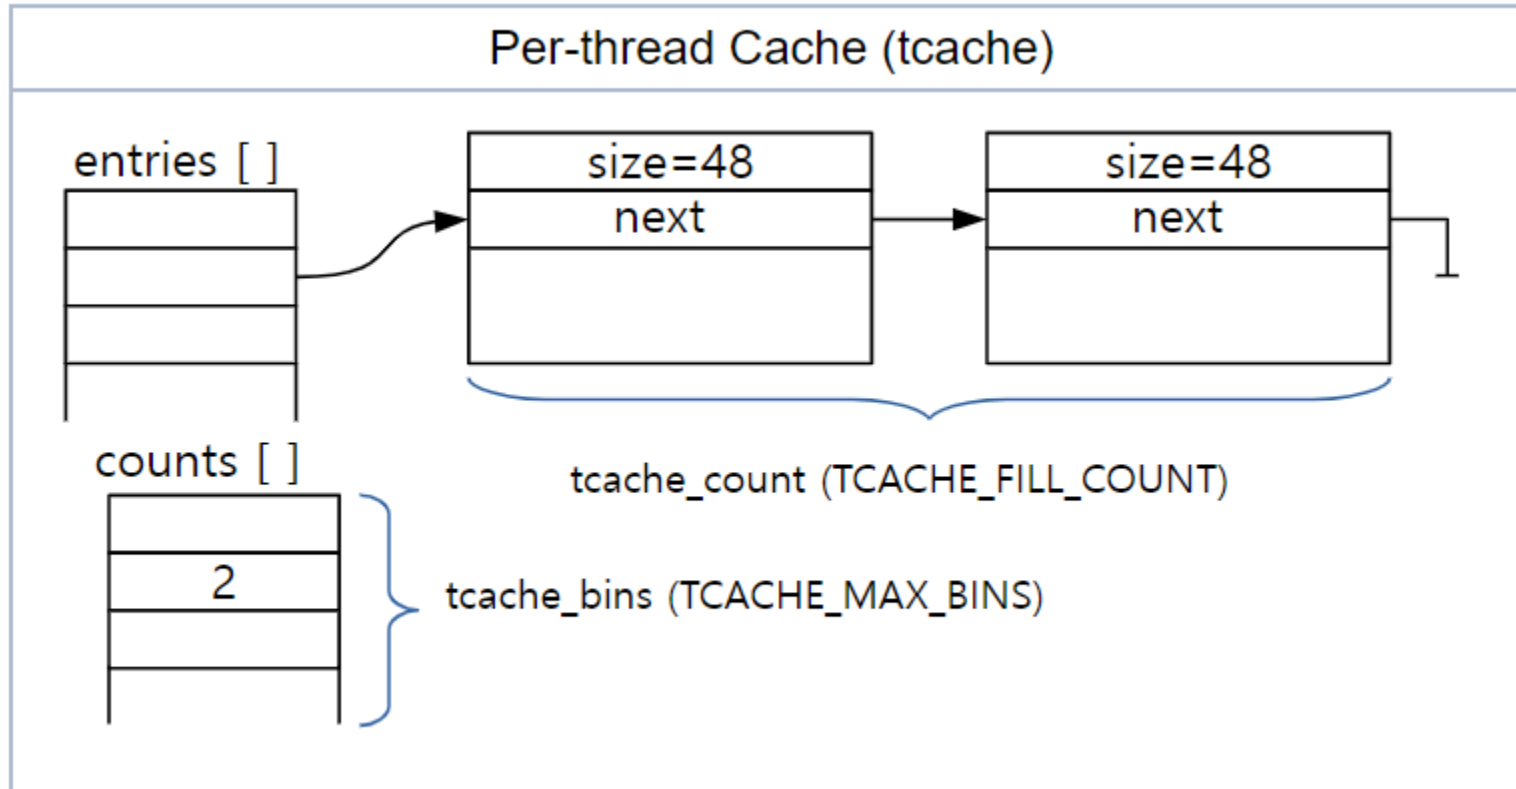 Per-thread Cache (tcache)
entries [ ]
size=48
next
size=48
next
counts [ ]
2
tcache_count (TCACHE_FILL_COUNT)
tcache_bins (TCACHE_MAX_BINS)